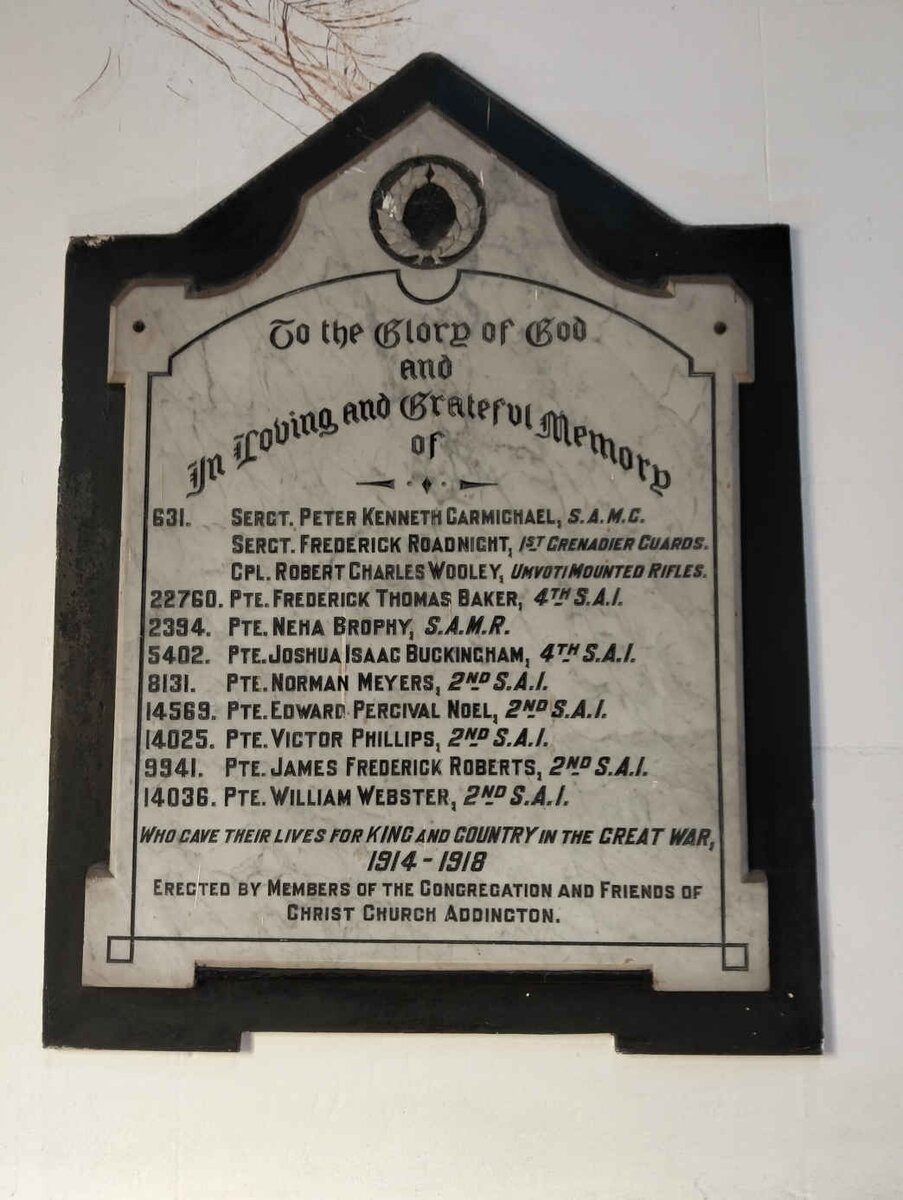 To the Glory of God
and
In Loving and Grateful Memory
of
631. SERGT. PETER KENNETH CARMICHAEL, S.A.M.C.
SERGT. FREDERICK ROADNIGHT, 1ST GRENADIER GUARDS.
CPL. ROBERT CHARLES WOOLEY, UMVOTI MOUNTED RIFLES.
22760. PTE. FREDERICK THOMAS BAKER, 4TH S.A.I.
2394. PTE. NEHA BROPHY, S.A.M.R.
5402. PTE. JOSHUA ISAAC BUCKINGHAM, 4TH S.A.I.
8131. PTE. NORMAN MEYERS, 2ND S.A.I.
14569. PTE. EDWARD PERCIVAL NOEL, 2ND S.A.I.
14025. PTE. VICTOR PHILLIPS, 2ND S.A.I.
9941. PTE. JAMES FREDERICK ROBERTS, 2ND S.A.I.
14036. PTE. WILLIAM WEBSTER, 2ND S.A.I.
WHO GAVE THEIR LIVES FOR KING AND COUNTRY IN THE GREAT WAR,
1914 - 1918
ERECTED BY MEMBERS OF THE CONGREGATION AND FRIENDS OF
CHRIST CHURCH ADDINGTON.